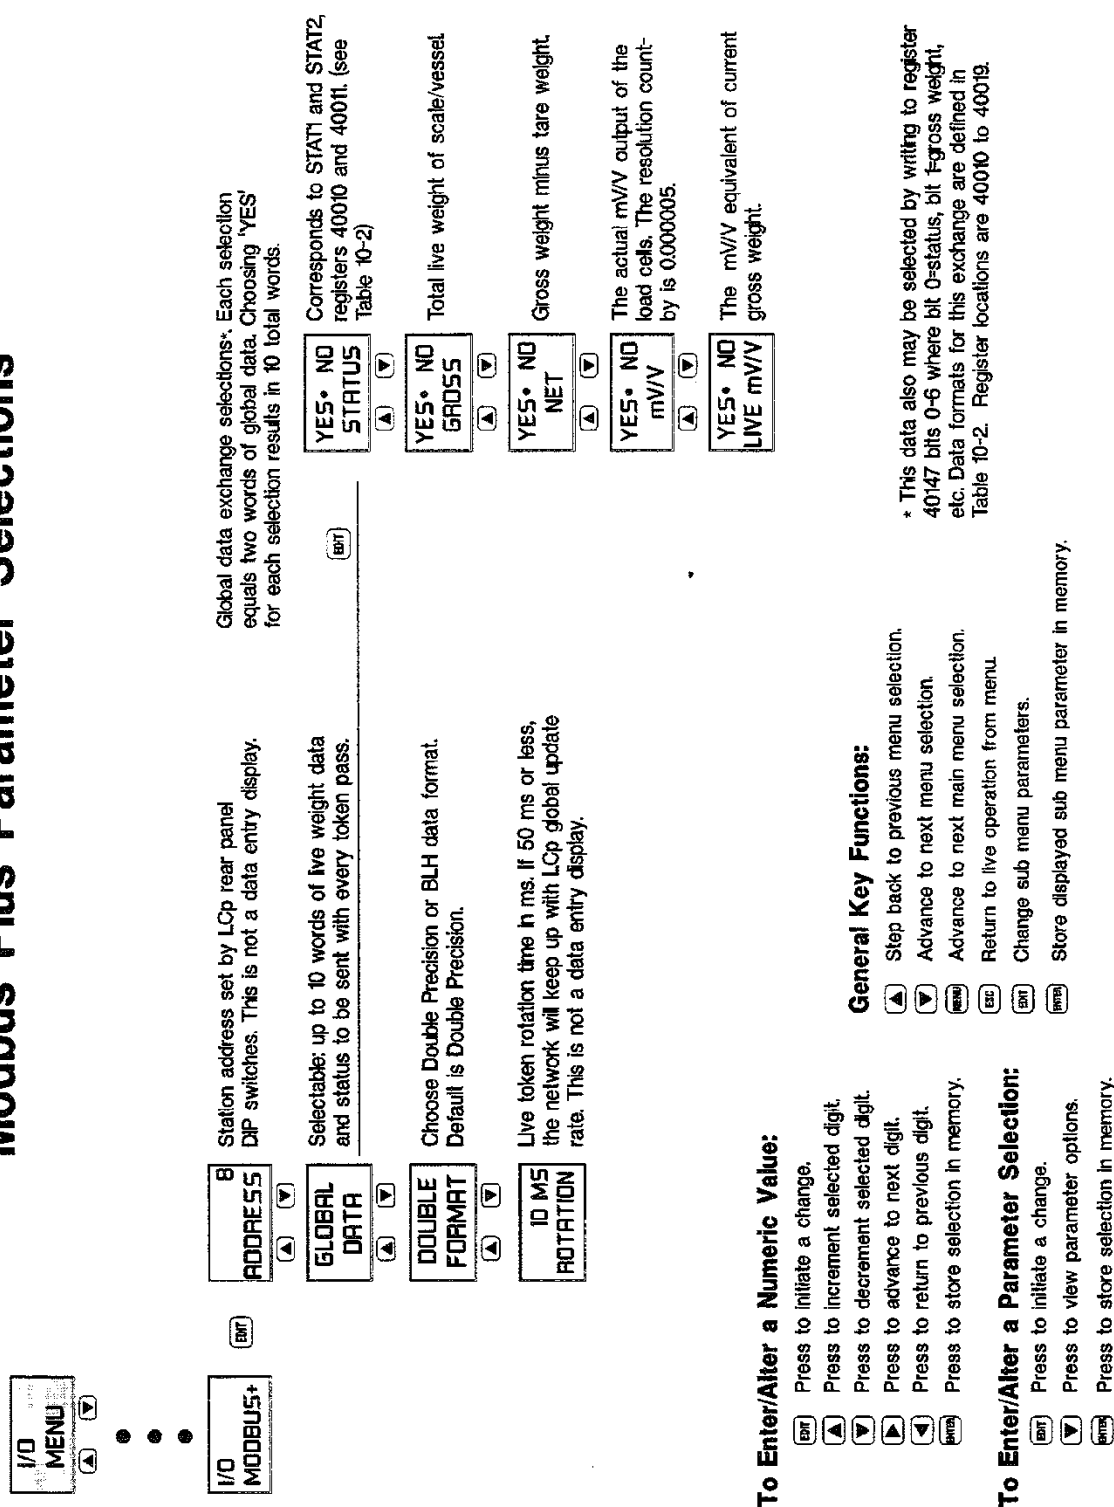 Modbus Plus Parameter Selections
I/O
MENU
I/O
MODBUS+
EDIT
8
ADDRESS
Station address set by LCp rear panel
DIP switches. This is not a data entry display.
GLOBAL
DATA
Selectable: up to 10 words of live weight data
and status to be sent with every token pass.
DOUBLE
FORMAT
Choose Double Precision or BLH data format.
Default is Double Precision.
10 MS
ROTATION
Live token rotation time in ms. If 50 ms or less,
the network will keep up with LCp global update
rate. This is not a data entry display.
EDIT
Global data exchange selections*. Each selection
equals two words of global data. Choosing 'YES'
for each selection results in 10 total words.
YES• NO
STATUS
Corresponds to STAT1 and STAT2,
registers 40010 and 40011. (see
Table 10-2)
YES• NO
GROSS
Total live weight of scale/vessel.
YES• NO
NET
Gross weight minus tare weight.
YES• NO
mV/V
The actual mV/V output of the
load cells. The resolution count-
by is 0.000005.
YES• NO
LIVE mV/V
The mV/V equivalent of current
gross weight.
To Enter/Alter a Numeric Value:
EDIT Press to initiate a change.
▲ Press to increment selected digit.
▼ Press to decrement selected digit.
▶ Press to advance to next digit.
◀ Press to return to previous digit.
ENTER Press to store selection in memory.
To Enter/Alter a Parameter Selection:
EDIT Press to initiate a change.
▼ Press to view parameter options.
ENTER Press to store selection in memory.
General Key Functions:
▲ Step back to previous menu selection.
▼ Advance to next menu selection.
MENU Advance to next main menu selection.
ESC Return to live operation from menu.
EDIT Change sub menu parameters.
ENTER Store displayed sub menu parameter in memory.
* This data also may be selected by writing to register
40147 bits 0-6 where bit 0=status, bit 1=gross weight,
etc. Data formats for this exchange are defined in
Table 10-2. Register locations are 40010 to 40019.